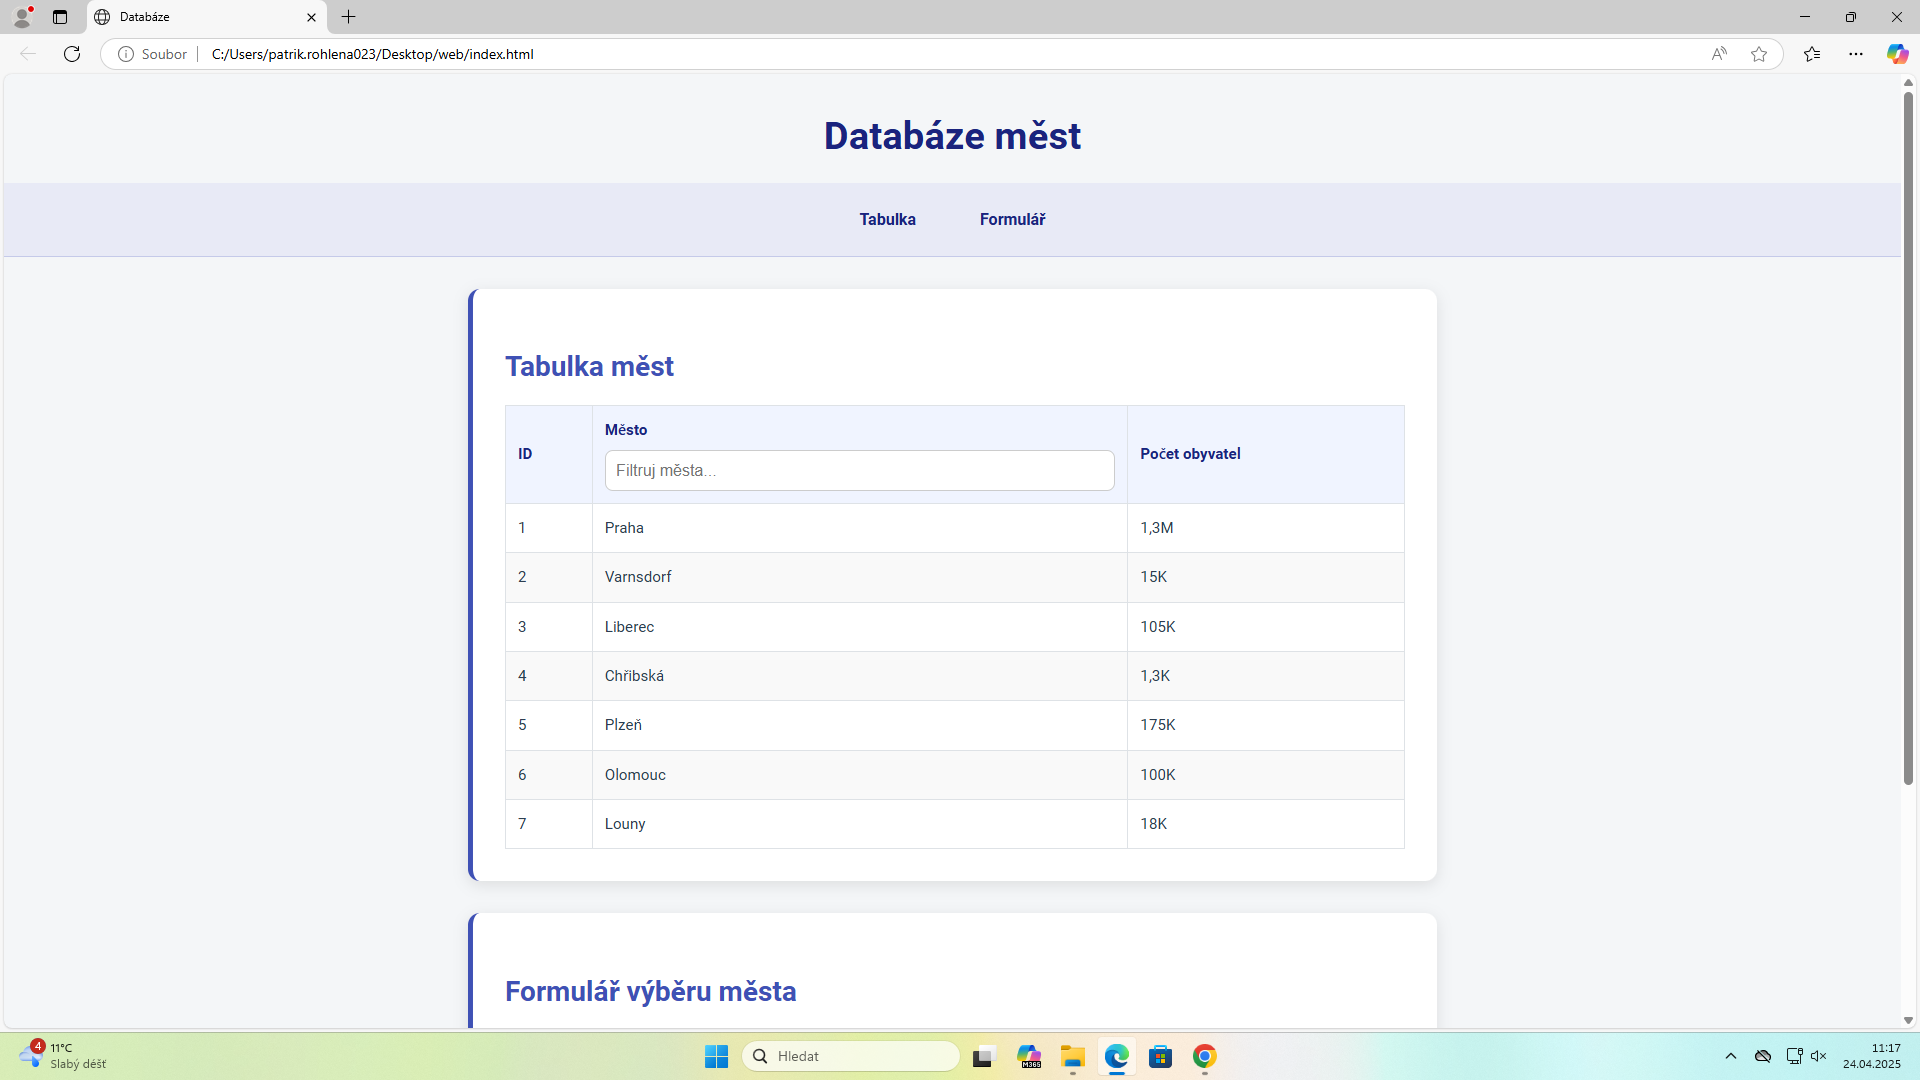 Databáze
Soubor
C:/Users/patrik.rohlena023/Desktop/web/index.html
Databáze měst
Tabulka Formulář
Tabulka měst
ID Město Počet obyvatel
Filtruj města...
1 Praha 1,3M
2 Varnsdorf 15K
3 Liberec 105K
4 Chřibská 1,3K
5 Plzeň 175K
6 Olomouc 100K
7 Louny 18K
Formulář výběru města
4
11°C
Slabý déšť
Hledat
M365
11:17
24.04.2025